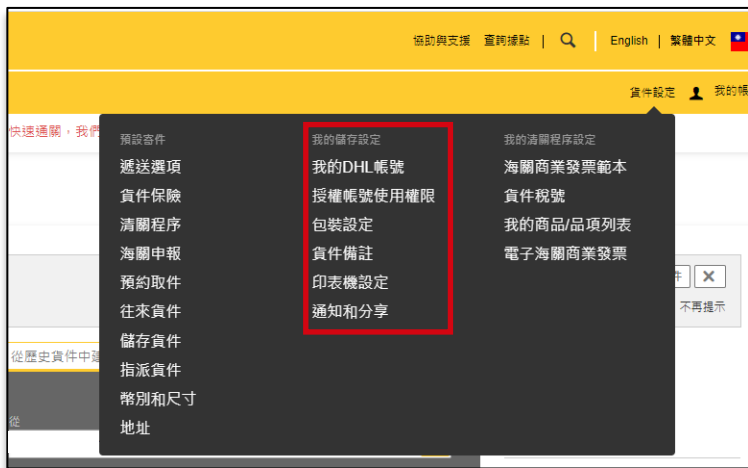 協助與支援 查詢據點 | English | 繁體中文
貨件設定 我的帳
快速通關，我們
預設寄件
遞送選項
貨件保險
清關程序
海關申報
預約取件
往來貨件
儲存貨件
指派貨件
幣別和尺寸
地址
我的儲存設定
我的DHL帳號
授權帳號使用權限
包裝設定
貨件備註
印表機設定
通知和分享
我的清關程序設定
海關商業發票範本
貨件稅號
我的商品/品項列表
電子海關商業發票
件
不再提示
從歷史貨件中建
從